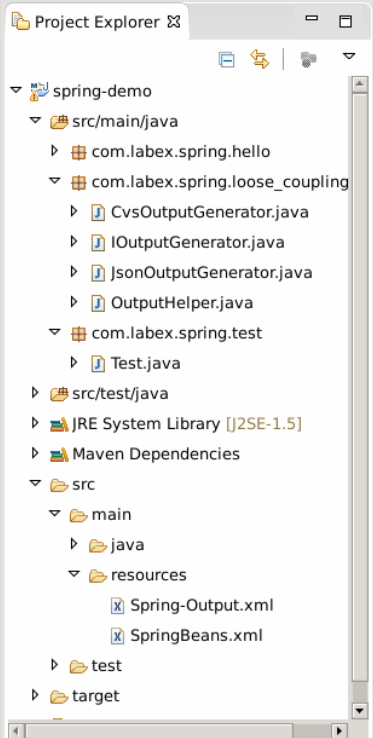 Project Explorer
spring-demo
src/main/java
com.labex.spring.hello
com.labex.spring.loose_coupling
CvsOutputGenerator.java
IOutputGenerator.java
JsonOutputGenerator.java
OutputHelper.java
com.labex.spring.test
Test.java
src/test/java
JRE System Library [J2SE-1.5]
Maven Dependencies
src
main
java
resources
Spring-Output.xml
SpringBeans.xml
test
target